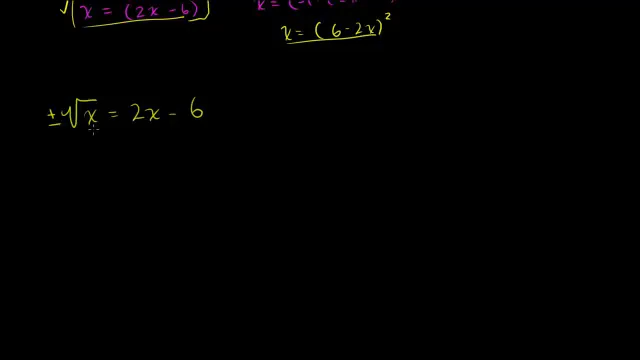 x = (2x - 6)
x = (6 - 2x)²
±√x = 2x - 6